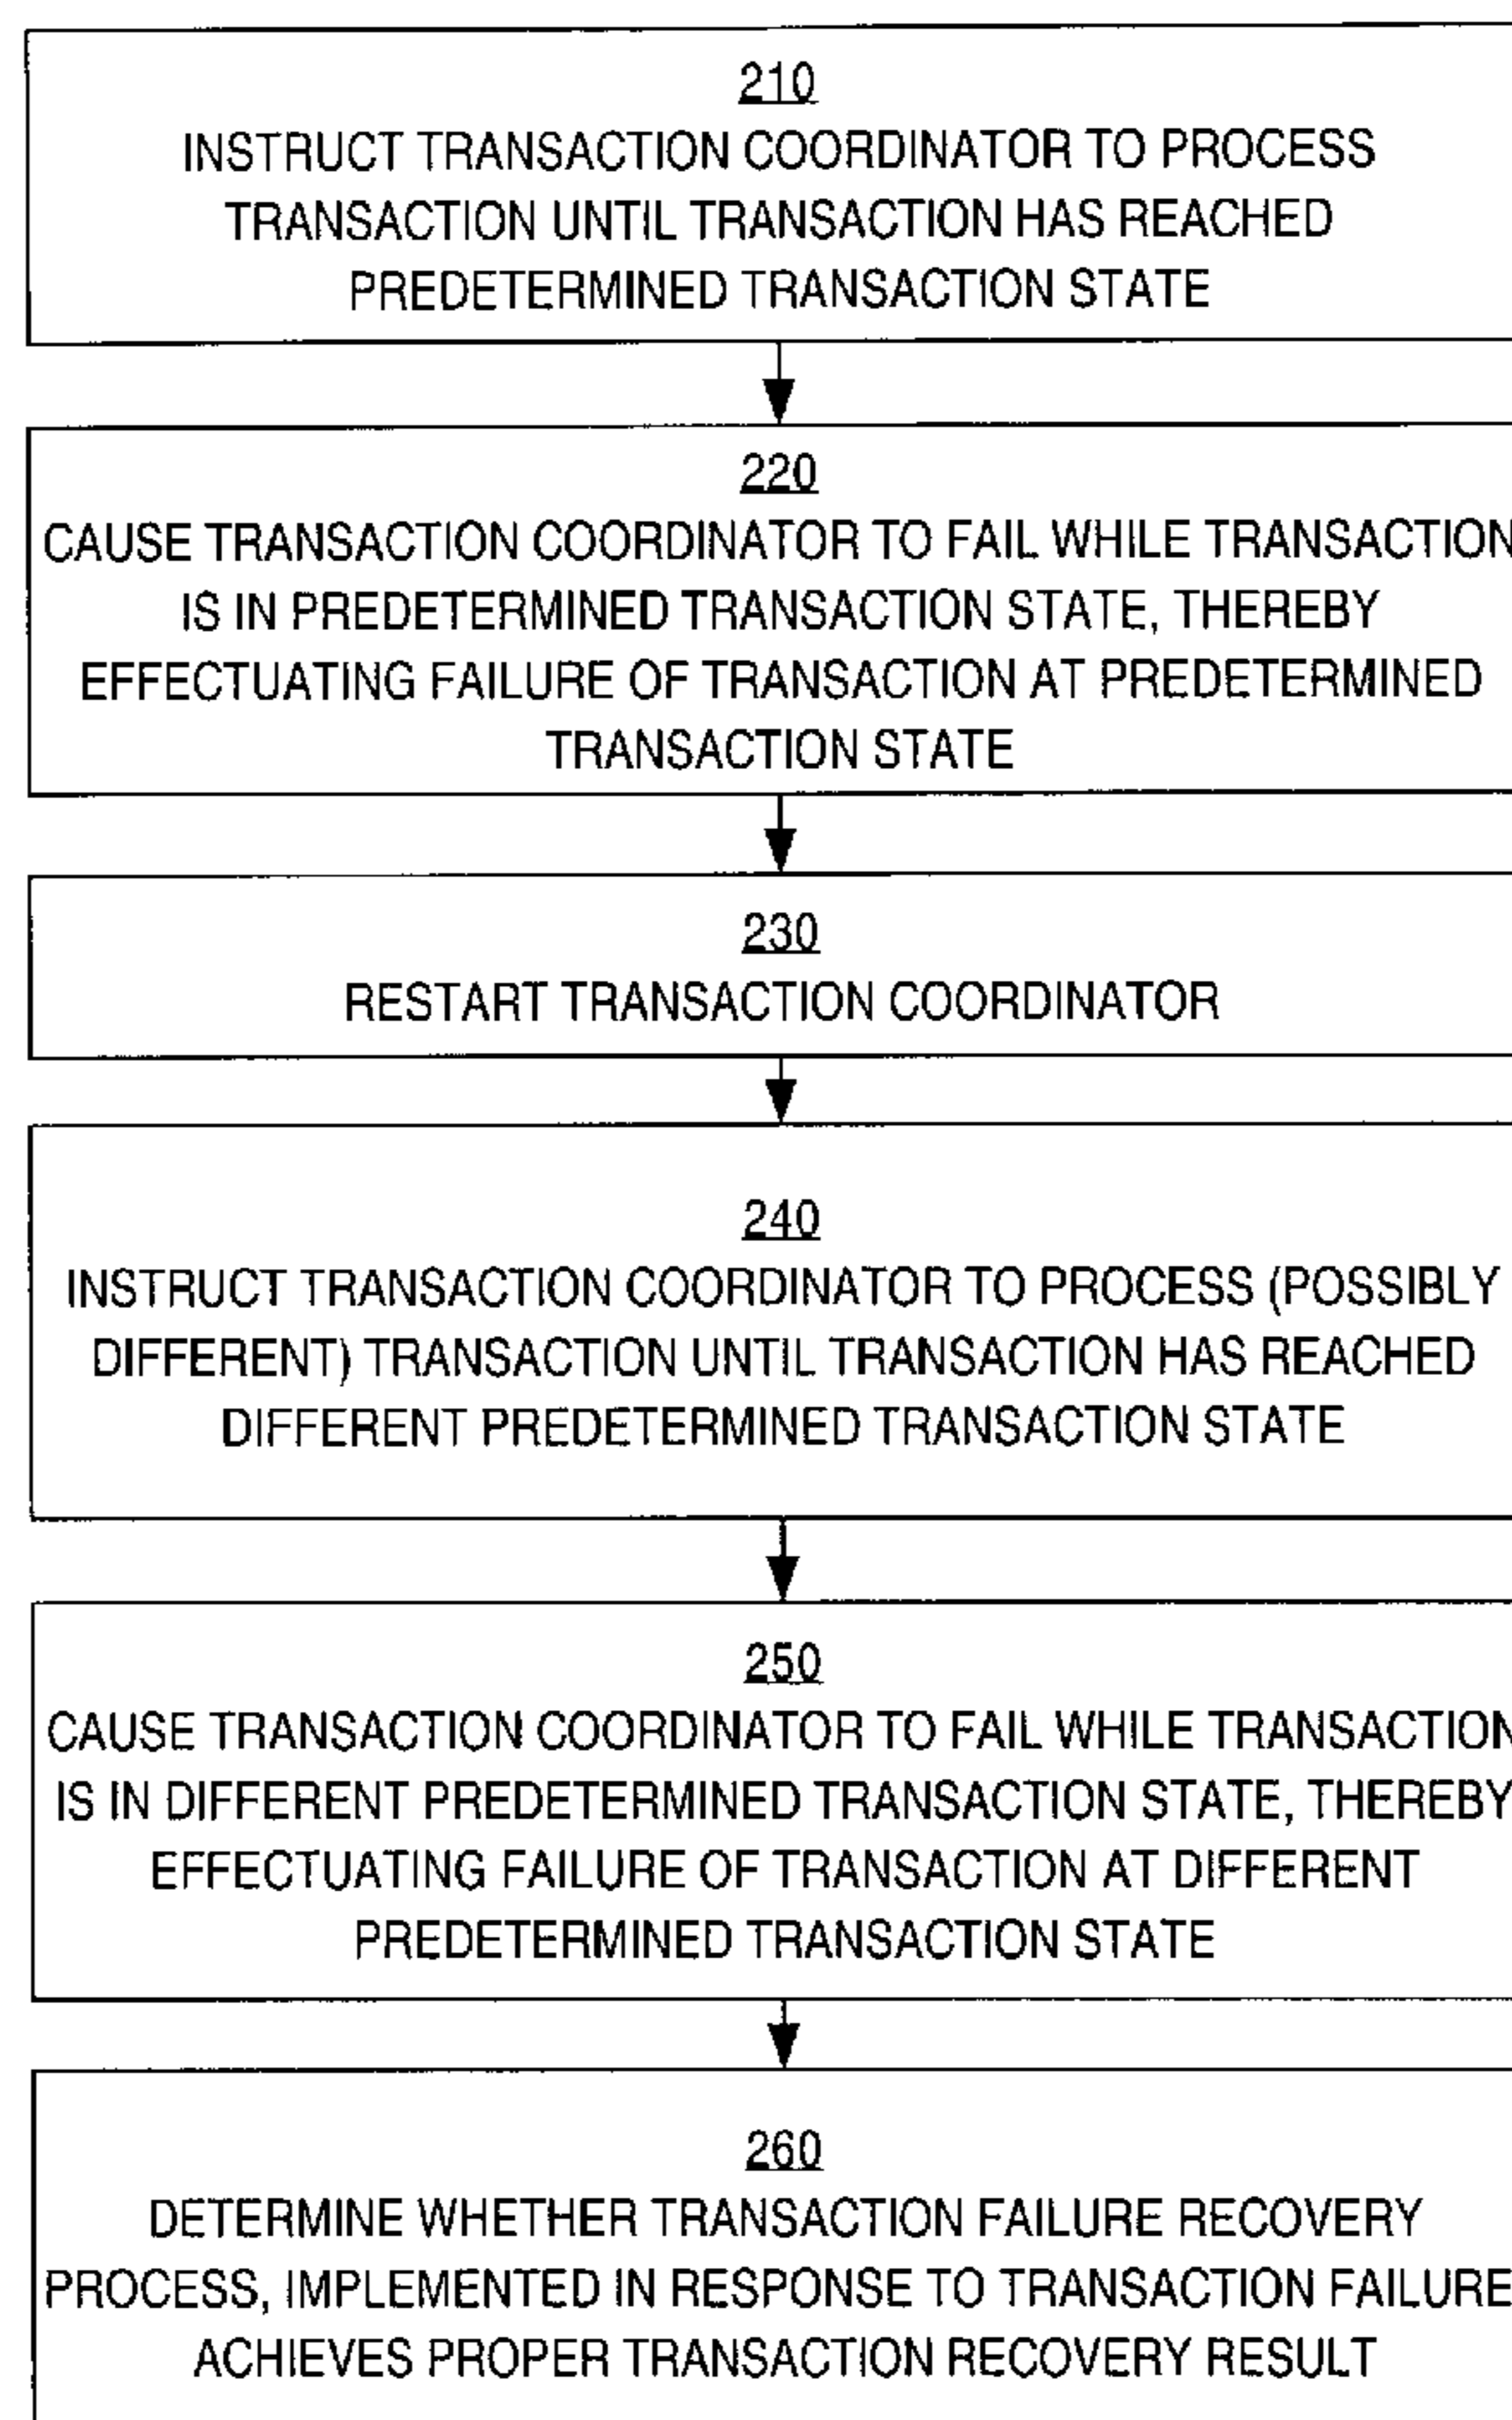 210
INSTRUCT TRANSACTION COORDINATOR TO PROCESS
TRANSACTION UNTIL TRANSACTION HAS REACHED
PREDETERMINED TRANSACTION STATE
220
CAUSE TRANSACTION COORDINATOR TO FAIL WHILE TRANSACTION
IS IN PREDETERMINED TRANSACTION STATE, THEREBY
EFFECTUATING FAILURE OF TRANSACTION AT PREDETERMINED
TRANSACTION STATE
230
RESTART TRANSACTION COORDINATOR
240
INSTRUCT TRANSACTION COORDINATOR TO PROCESS (POSSIBLY
DIFFERENT) TRANSACTION UNTIL TRANSACTION HAS REACHED
DIFFERENT PREDETERMINED TRANSACTION STATE
250
CAUSE TRANSACTION COORDINATOR TO FAIL WHILE TRANSACTION
IS IN DIFFERENT PREDETERMINED TRANSACTION STATE, THEREBY
EFFECTUATING FAILURE OF TRANSACTION AT DIFFERENT
PREDETERMINED TRANSACTION STATE
260
DETERMINE WHETHER TRANSACTION FAILURE RECOVERY
PROCESS, IMPLEMENTED IN RESPONSE TO TRANSACTION FAILURE
ACHIEVES PROPER TRANSACTION RECOVERY RESULT